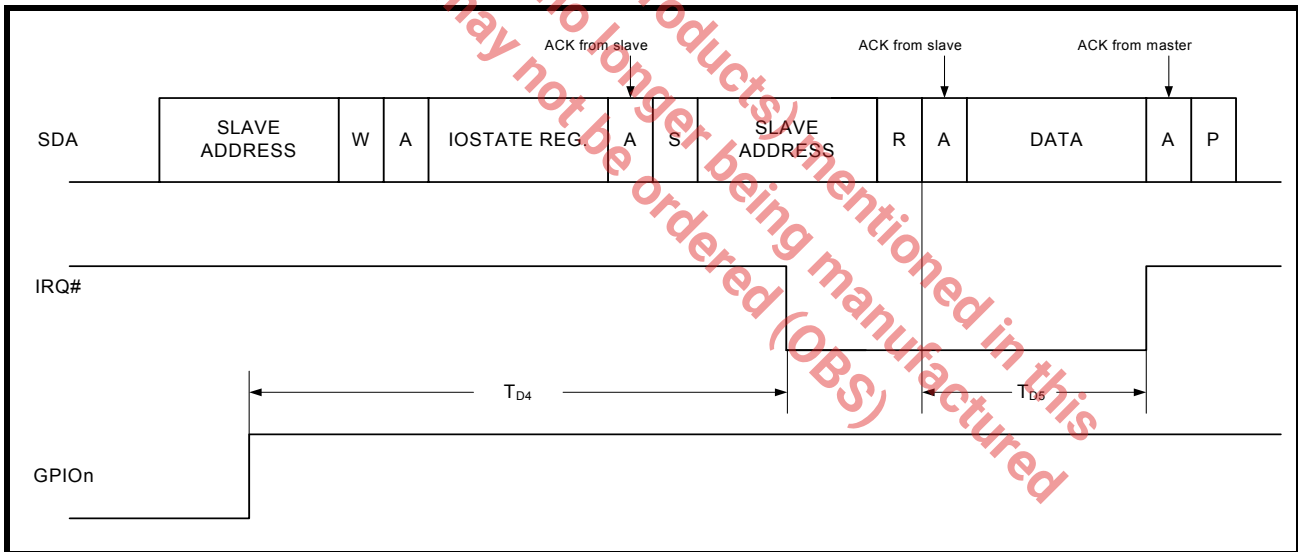 ACK from slave
ACK from slave
ACK from master
SDA
SLAVE
ADDRESS
W
A
IOSTATE REG.
A
S
SLAVE
ADDRESS
R
A
DATA
A
P
IRQ#
TD4
TD5
GPIOn
mentioned in this
no longer being manufactured
may not be ordered (OBS)